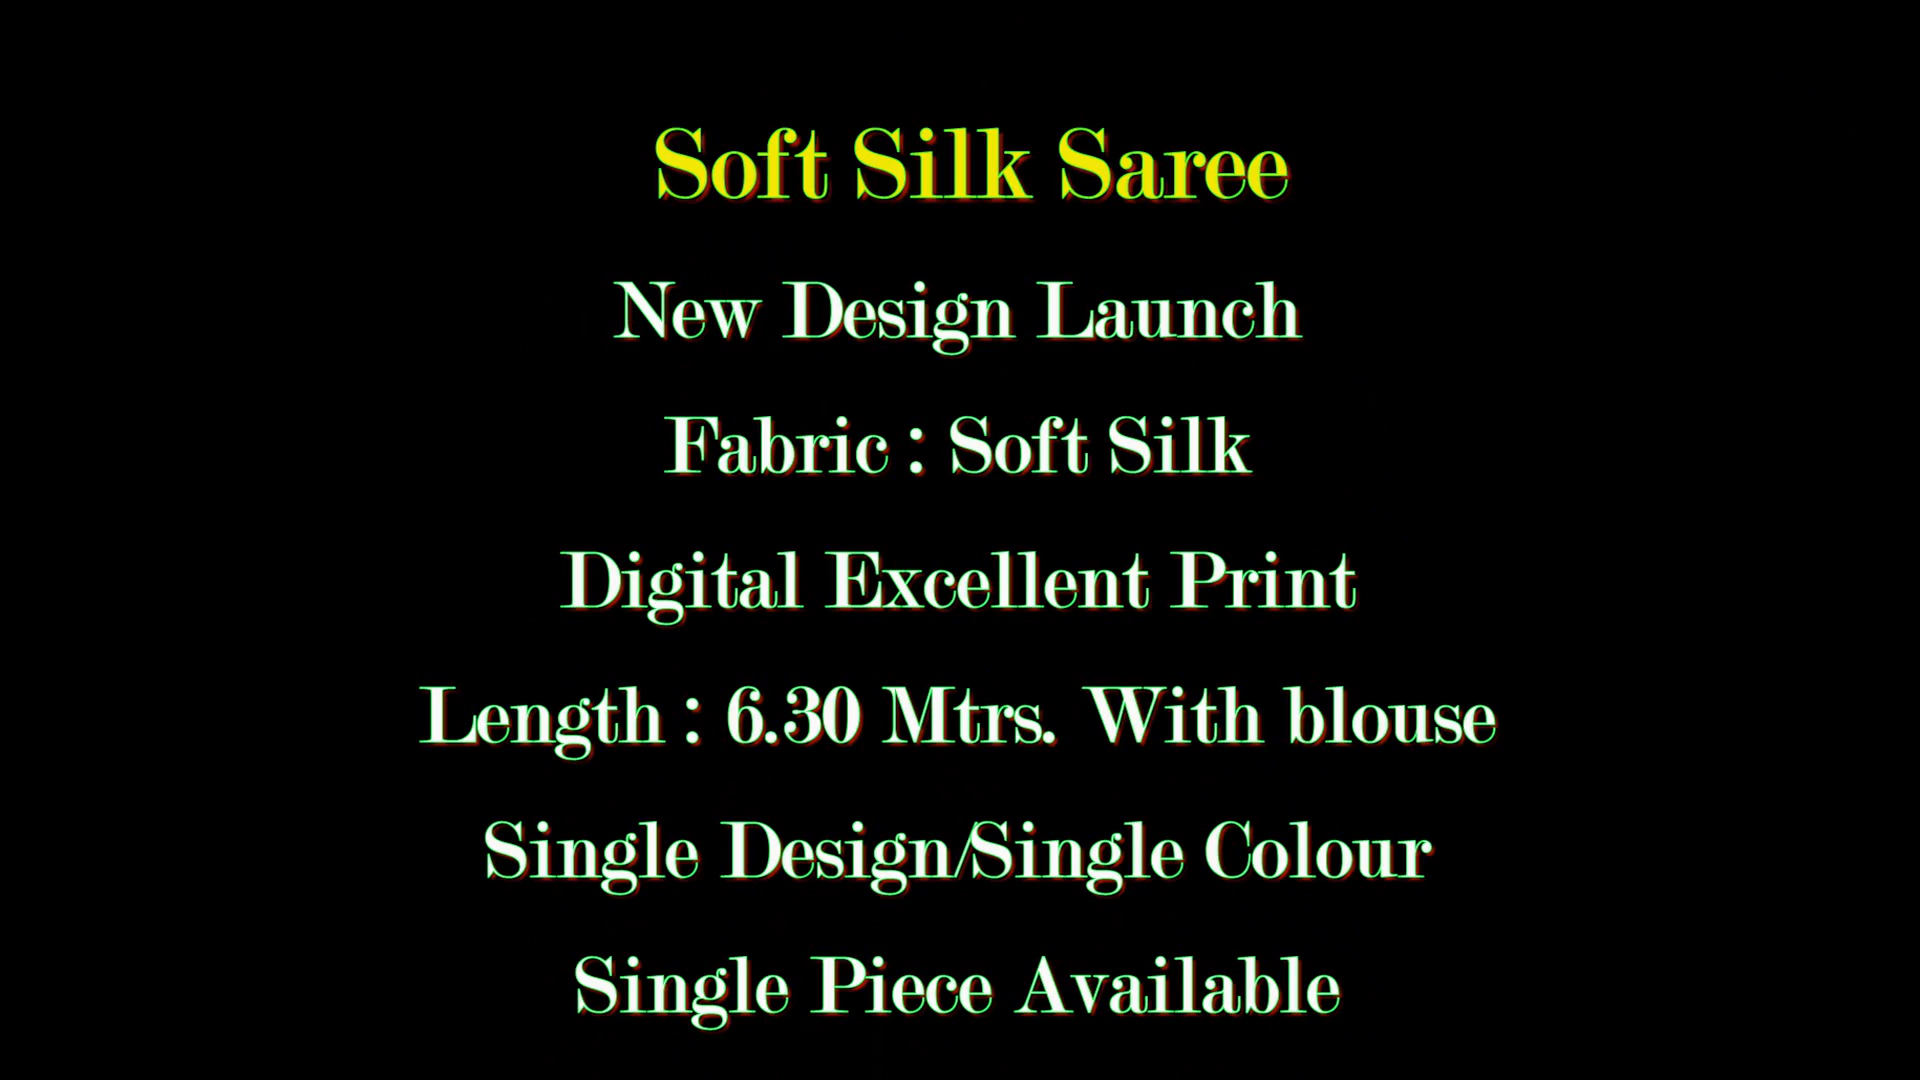 Soft Silk Saree
New Design Launch
Fabric : Soft Silk
Digital Excellent Print
Length : 6.30 Mtrs. With blouse
Single Design/Single Colour
Single Piece Available